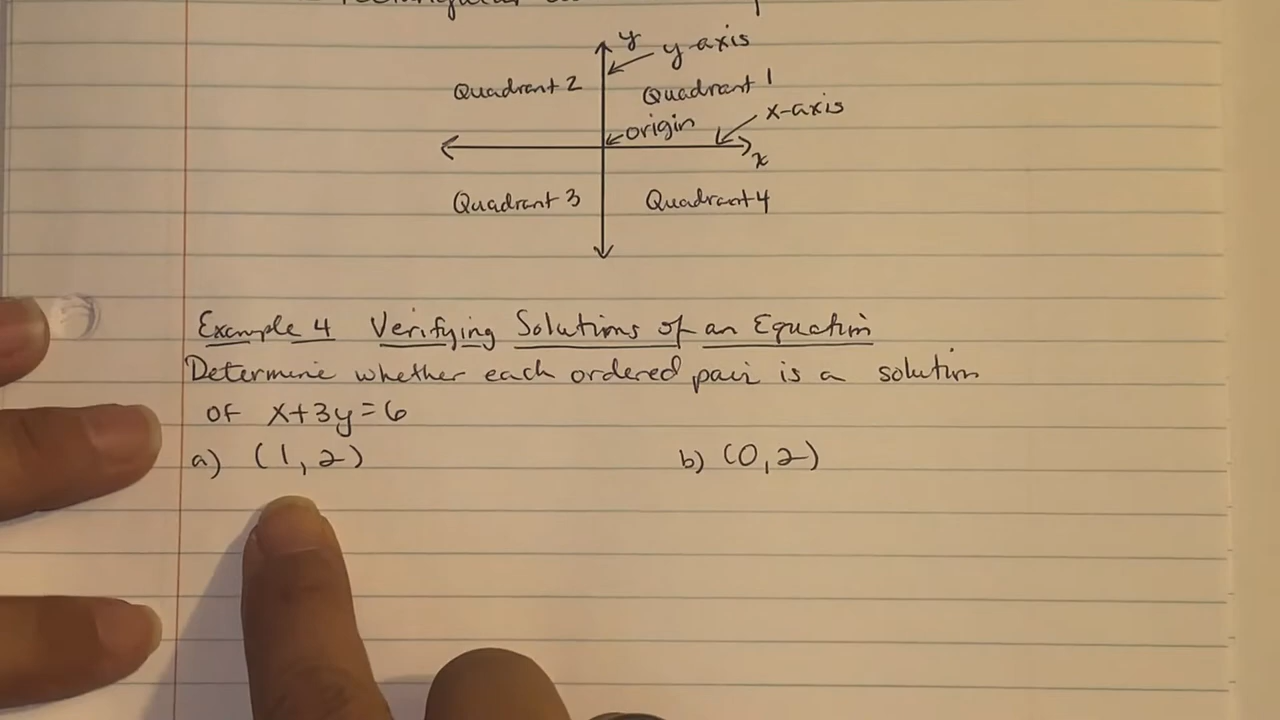 y
y-axis
Quadrant 2
Quadrant 1
x-axis
origin
x
Quadrant 3
Quadrant 4
Example 4 Verifying Solutions of an Equation
Determine whether each ordered pair is a solution
of x+3y=6
a) (1,2)
b) (0,2)